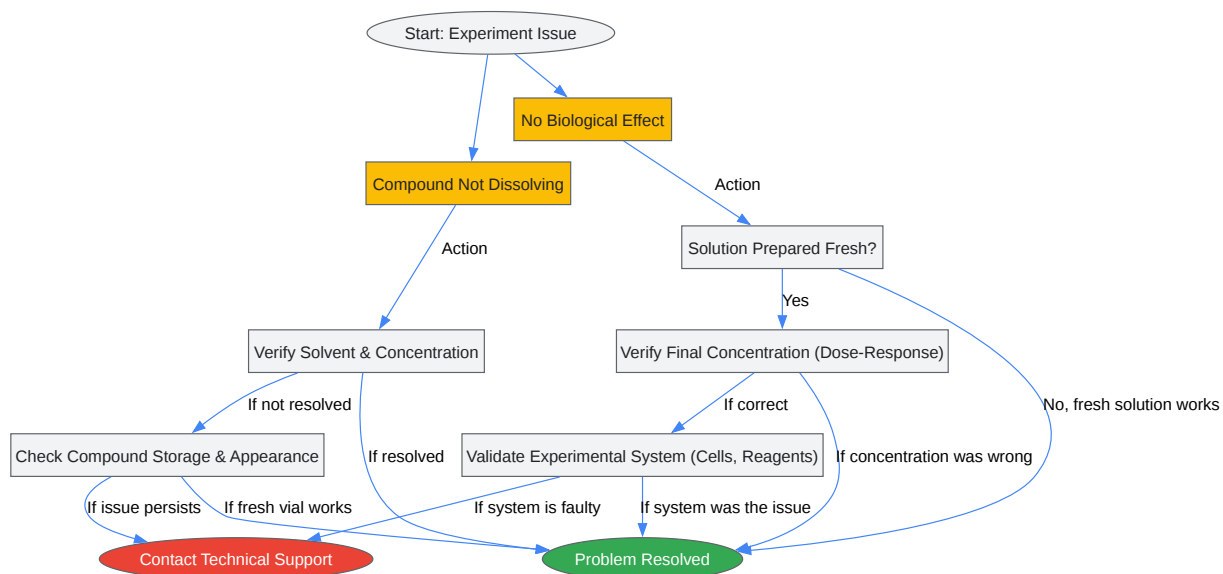 Start: Experiment Issue
No Biological Effect
Compound Not Dissolving
Action
Solution Prepared Fresh?
Action
Yes
Verify Solvent & Concentration
Verify Final Concentration (Dose-Response)
If not resolved
If correct
No, fresh solution works
Check Compound Storage & Appearance
If resolved
Validate Experimental System (Cells, Reagents)
If concentration was wrong
If issue persists
If fresh vial works
If system is faulty
If system was the issue
Contact Technical Support
Problem Resolved